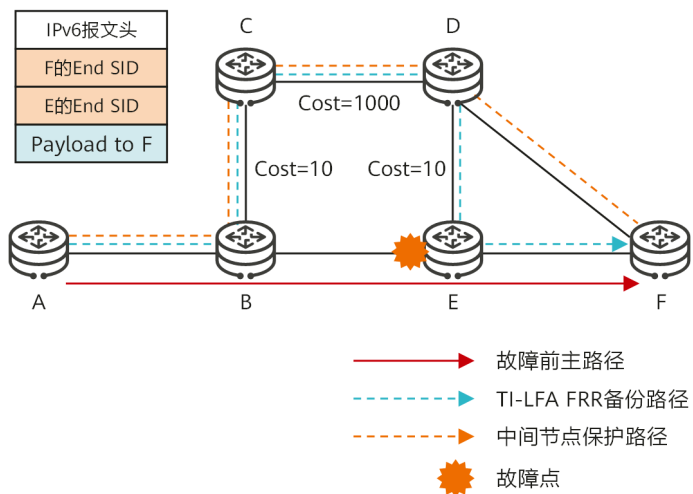 IPv6报文头
F的End SID
E的End SID
Payload to F
C
D
Cost=1000
Cost=10
Cost=10
A
B
E
F
故障前主路径
TI-LFA FRR备份路径
中间节点保护路径
故障点